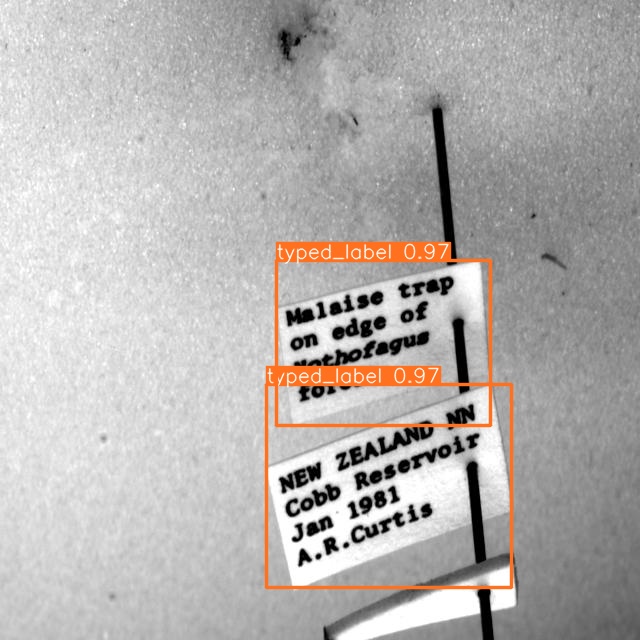 typed_label 0.97
Malaise trap
on edge of
Nothofagus
typed_label 0.97
NEW ZEALAND NN
Cobb Reservoir
Jan 1981
A.R.Curtis